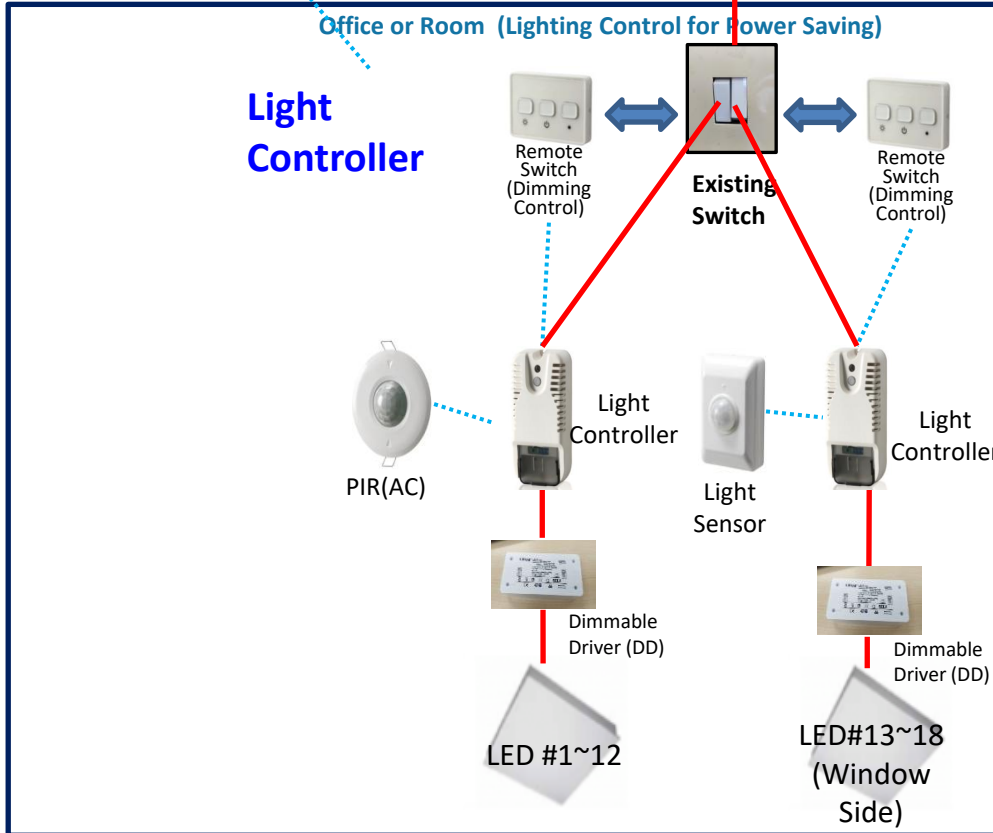 Office or Room  (Lighting Control for Power Saving)
Light
Controller
Remote
Switch
(Dimming
Control)
Existing
Switch
Remote
Switch
(Dimming
Control)
PIR(AC)
Light
Controller
Light
Sensor
Light
Controller
Dimmable
Driver (DD)
Dimmable
Driver (DD)
LED #1~12
LED#13~18
(Window
Side)